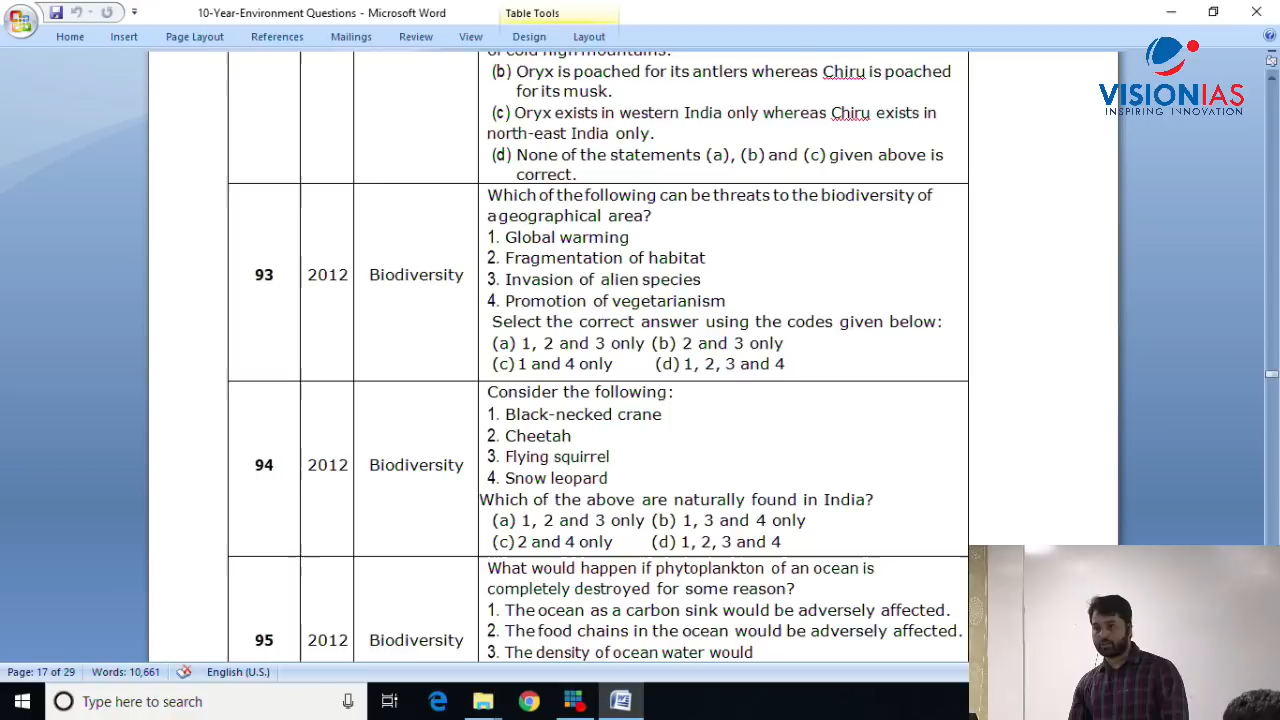 10-Year-Environment Questions - Microsoft Word
Table Tools
Home Insert Page Layout References Mailings Review View Design Layout
VISIONIAS
INSPIRING INNOVATION
of cold high mountains.
(b) Oryx is poached for its antlers whereas Chiru is poached
for its musk.
(c) Oryx exists in western India only whereas Chiru exists in
north-east India only.
(d) None of the statements (a), (b) and (c) given above is
correct.
93 2012 Biodiversity
Which of the following can be threats to the biodiversity of
a geographical area?
1. Global warming
2. Fragmentation of habitat
3. Invasion of alien species
4. Promotion of vegetarianism
Select the correct answer using the codes given below:
(a) 1, 2 and 3 only (b) 2 and 3 only
(c) 1 and 4 only (d) 1, 2, 3 and 4
94 2012 Biodiversity
Consider the following:
1. Black-necked crane
2. Cheetah
3. Flying squirrel
4. Snow leopard
Which of the above are naturally found in India?
(a) 1, 2 and 3 only (b) 1, 3 and 4 only
(c) 2 and 4 only (d) 1, 2, 3 and 4
95 2012 Biodiversity
What would happen if phytoplankton of an ocean is
completely destroyed for some reason?
1. The ocean as a carbon sink would be adversely affected.
2. The food chains in the ocean would be adversely affected.
3. The density of ocean water would
Page: 17 of 29 Words: 10,661 English (U.S.)
Type here to search